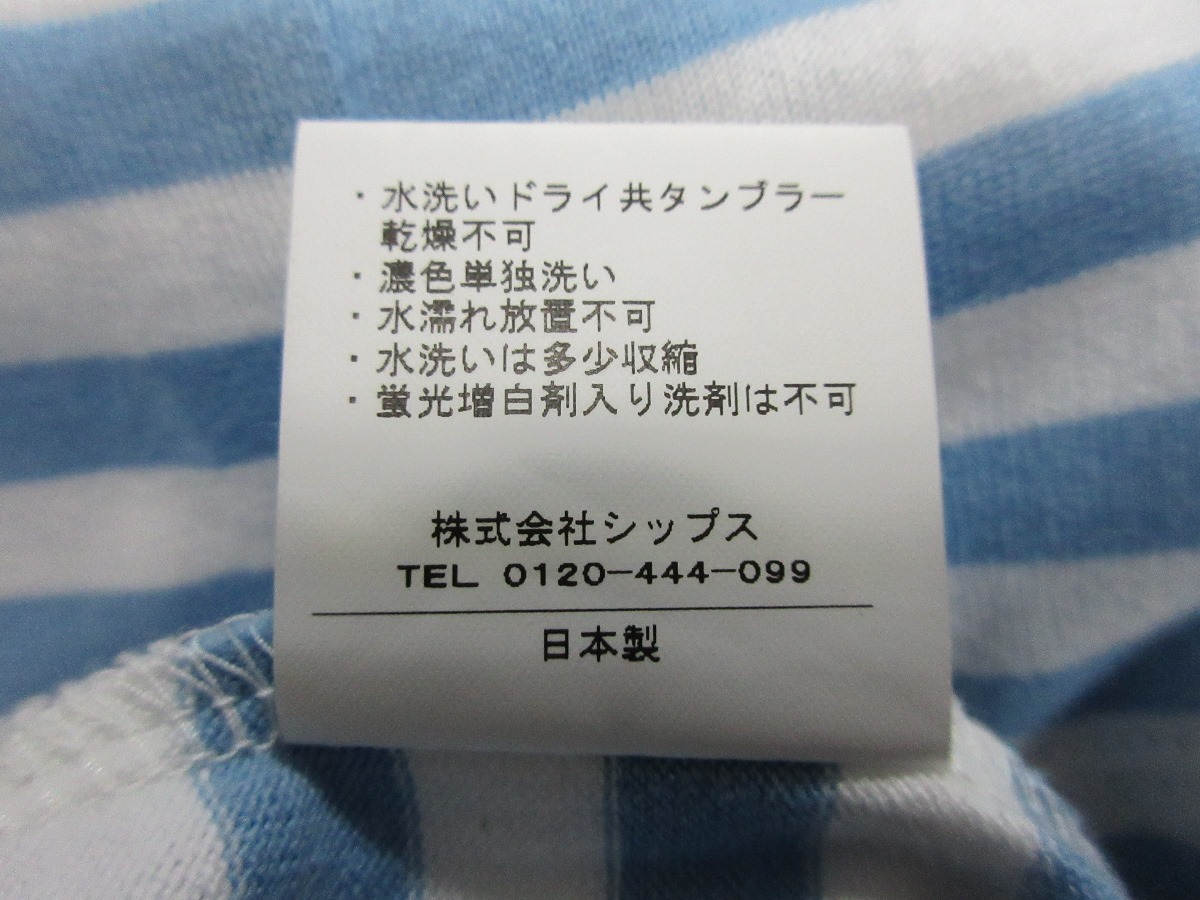 ・水洗いドライ共タンブラー
乾燥不可
・濃色単独洗い
・水濡れ放置不可
・水洗いは多少収縮
・蛍光増白剤入り洗剤は不可
株式会社シップス
TEL 0120-444-099
日本製